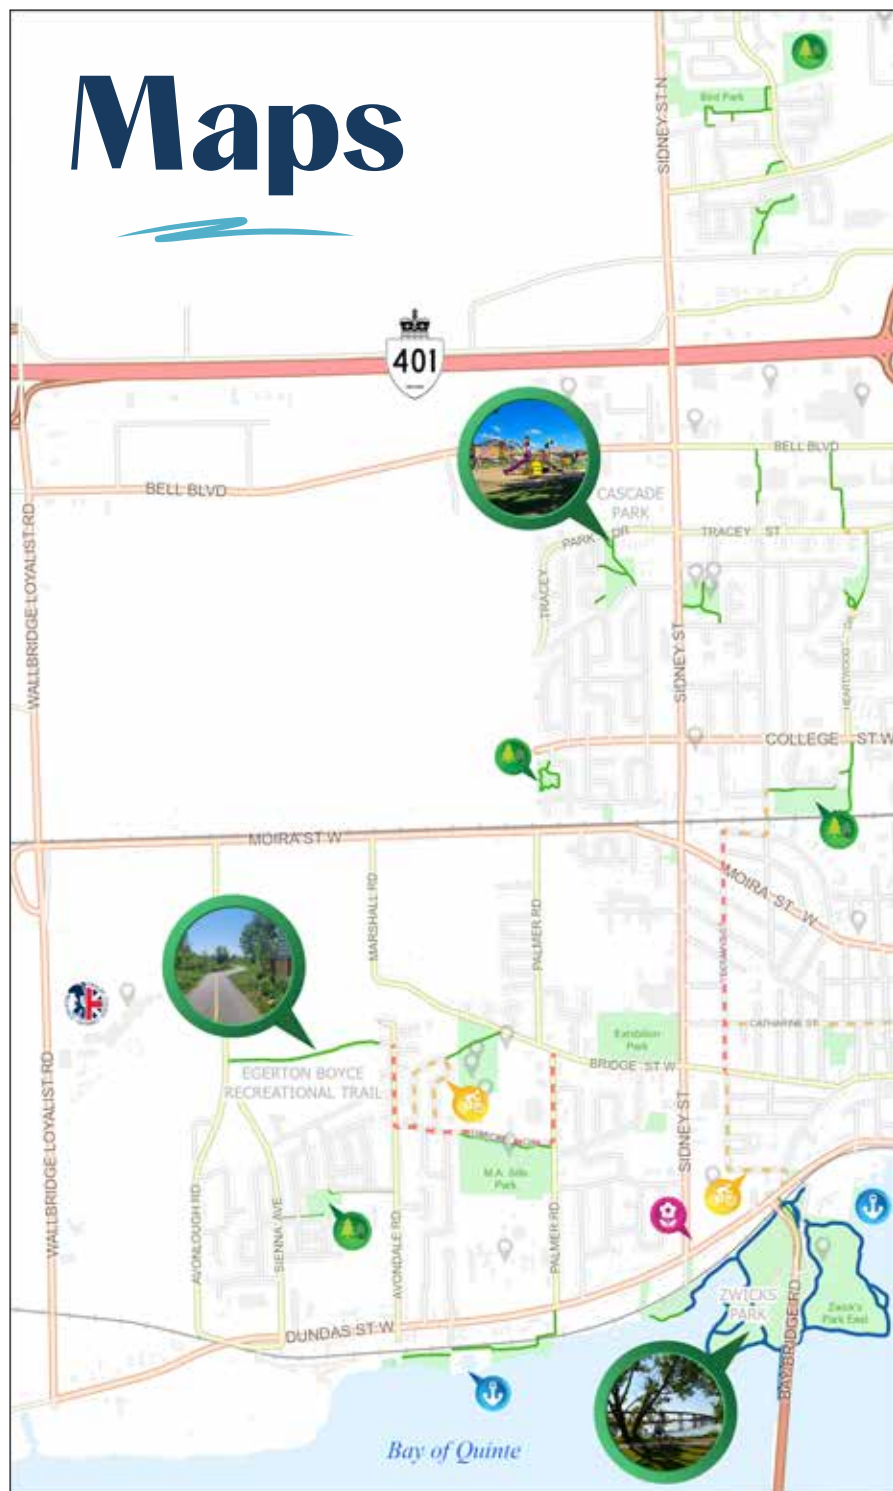 Maps
SIDNEY ST N
Bird Park
401
BELL BLVD
BELL BLVD
CASCADE
PARK
PARK DR
TRACEY ST
TRACEY
WALLBRIDGE LOYALIST RD
SIDNEY ST
COLLEGE ST W
MOIRA ST W
MOIRA ST W
MARSHALL RD
PALMER RD
CATHARINE ST
Exhibition
Park
BRIDGE ST W
EGERTON BOYCE
RECREATIONAL TRAIL
WALLBRIDGE LOYALIST RD
SIDNEY ST
M.A. Sills
Park
AVONLOUGH RD
SIENNA AVE
AVONDALE RD
PALMER RD
ZWICKS
PARK
Zwick's
Park East
BAY BRIDGE RD
DUNDAS ST W
Bay of Quinte